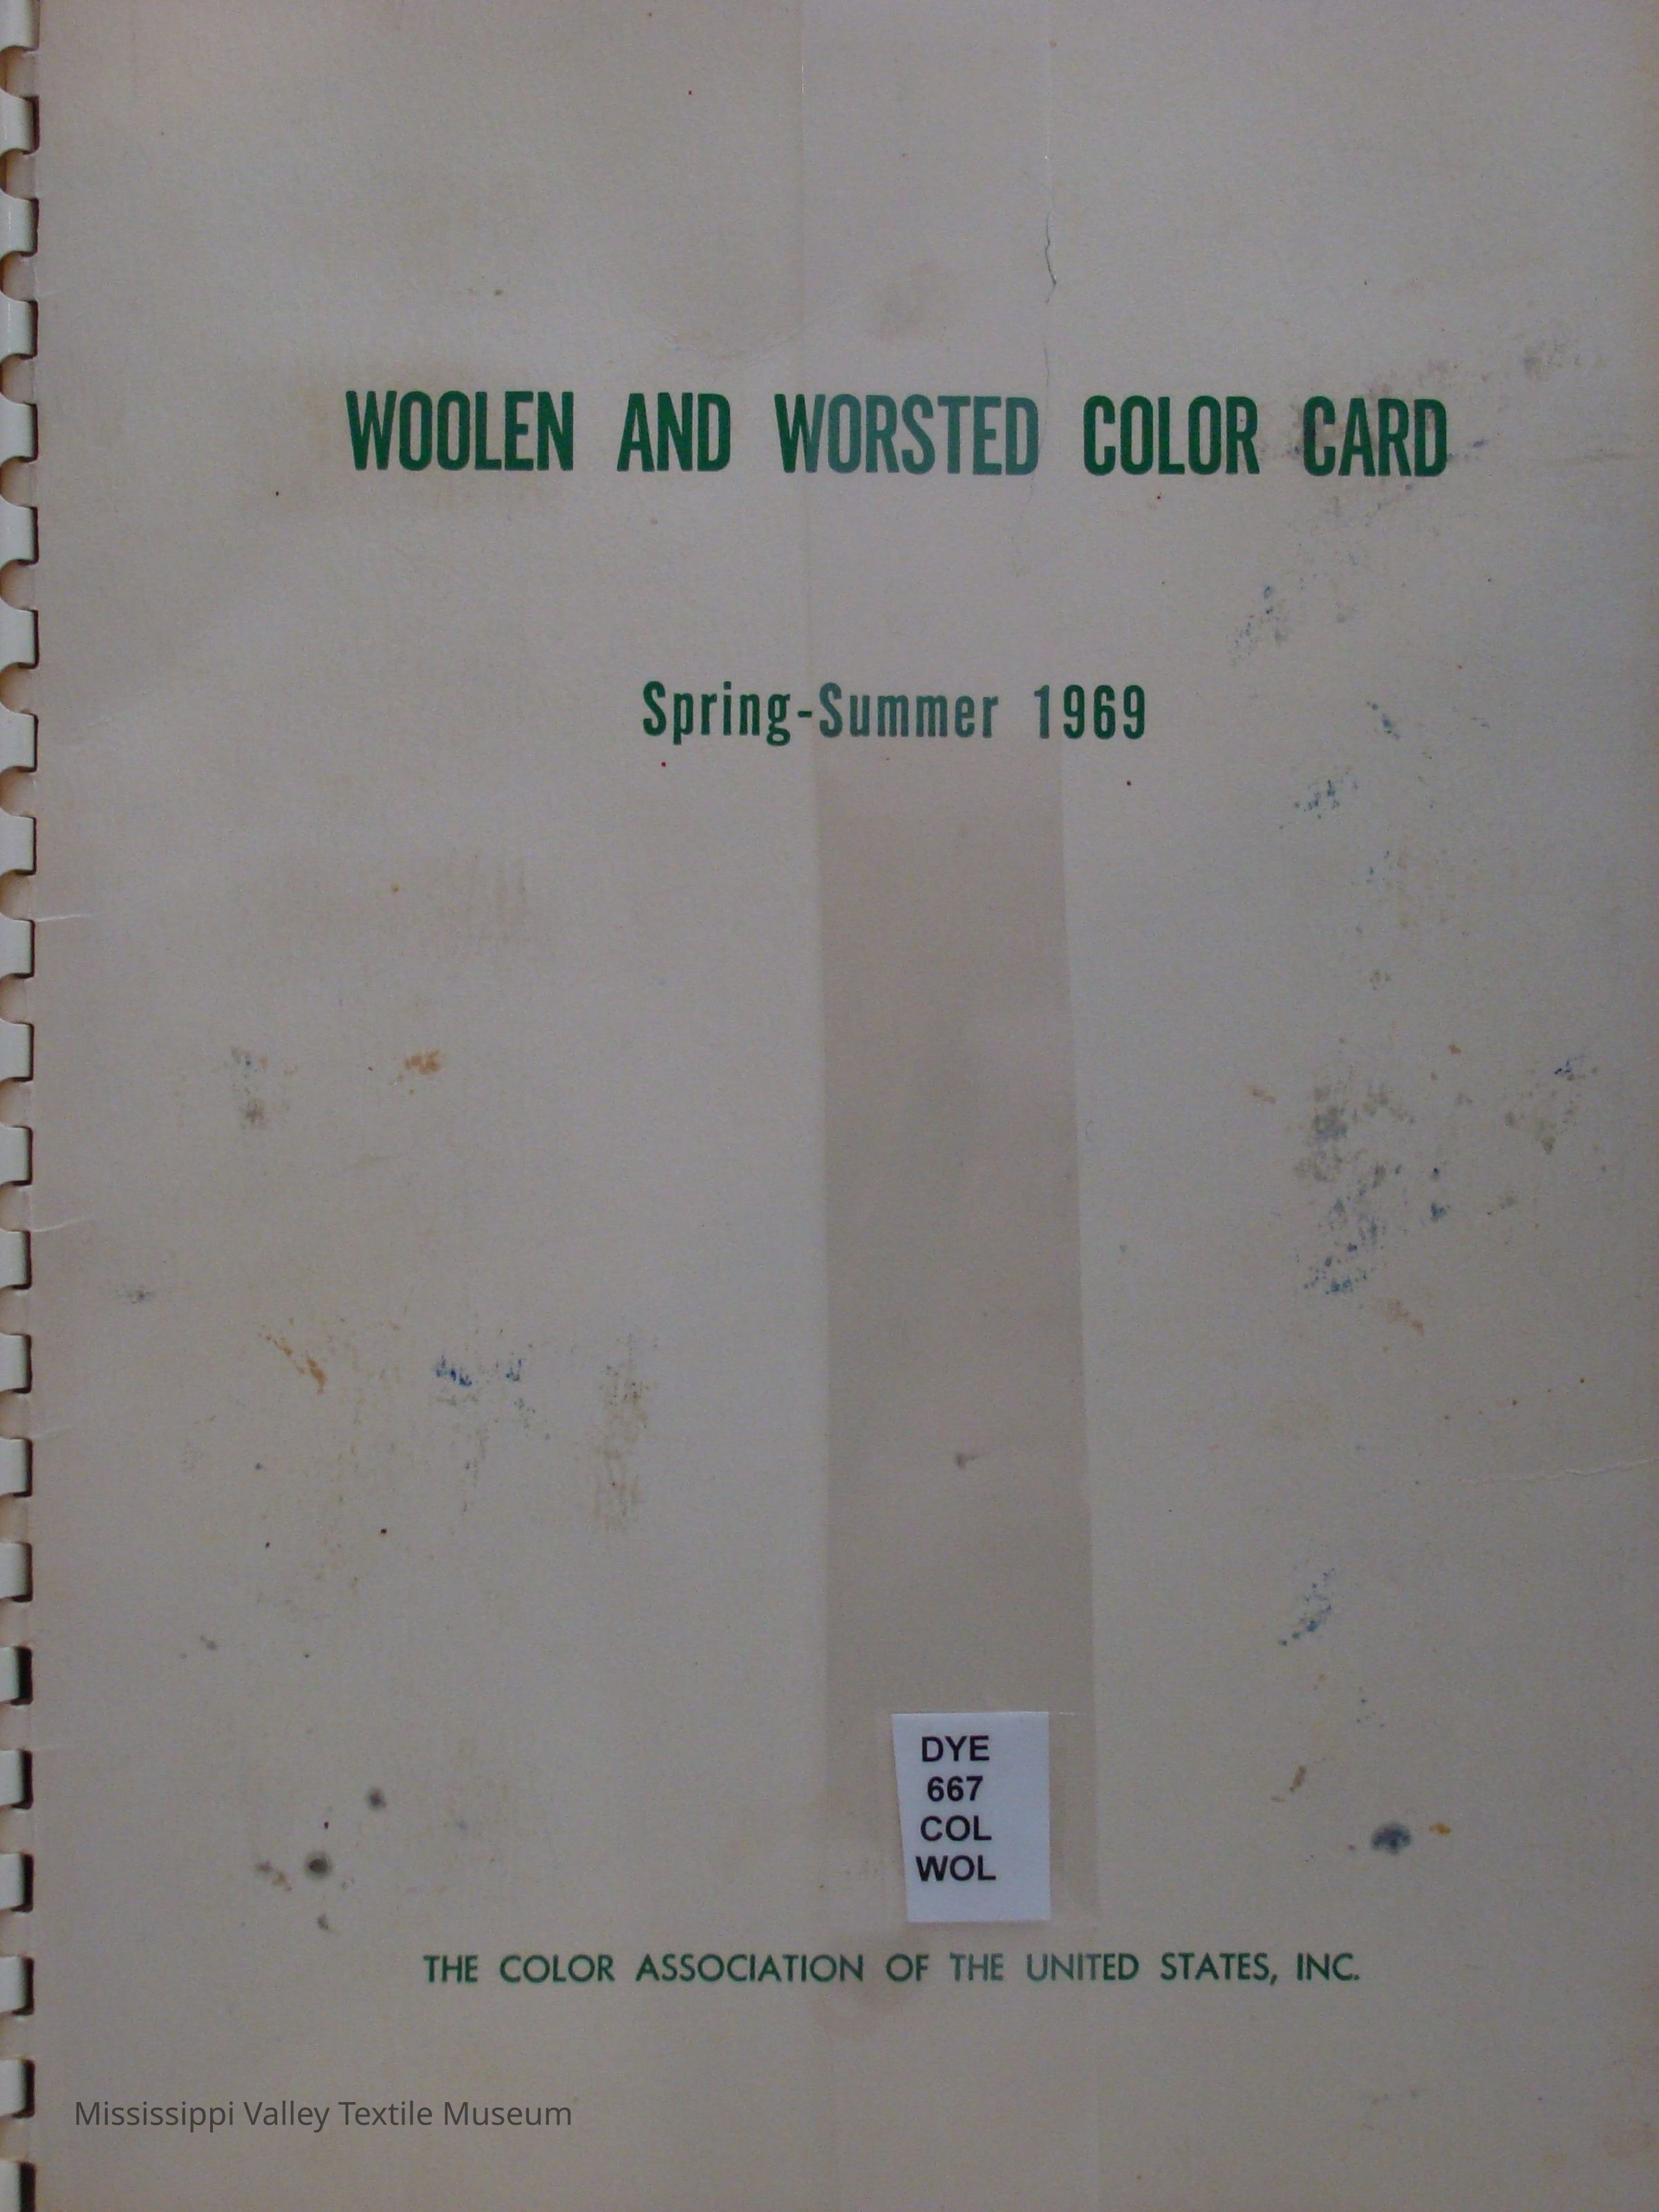 WOOLEN AND WORSTED COLOR CARD
Spring-Summer 1969
DYE
667
COL
WOL
THE COLOR ASSOCIATION OF THE UNITED STATES, INC.
Mississippi Valley Textile Museum